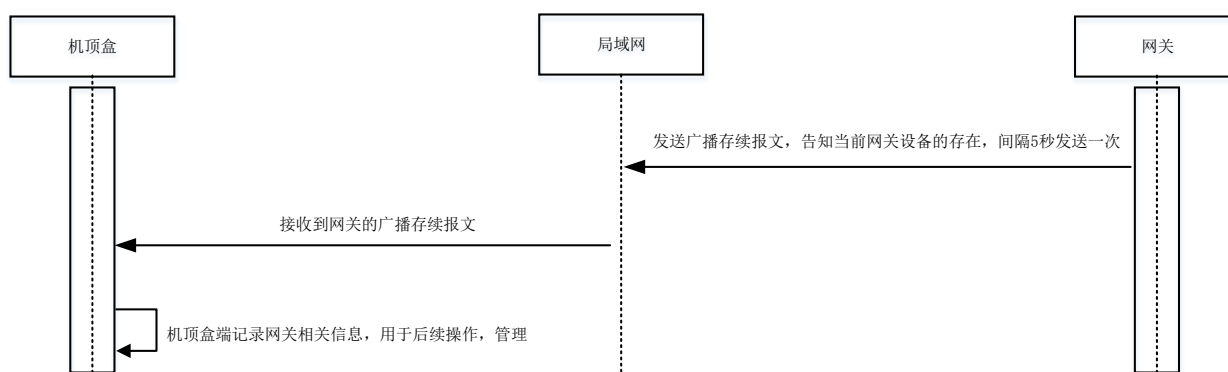 机顶盒
局域网
网关
发送广播存续报文，告知当前网关设备的存在，间隔5秒发送一次
接收到网关的广播存续报文
机顶盒端记录网关相关信息，用于后续操作，管理